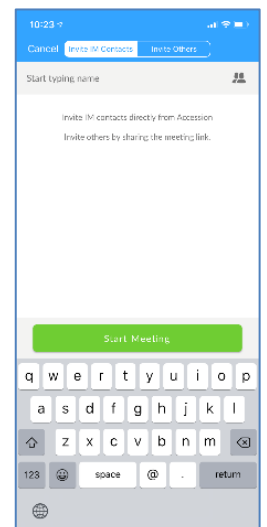 10:23
Cancel Invite IM Contacts Invite Others
Start typing name
Invite IM contacts directly from Accession
Invite others by sharing the meeting link.
Start Meeting
q w e r t y u i o p
a s d f g h j k l
z x c v b n m
123 space @ . return